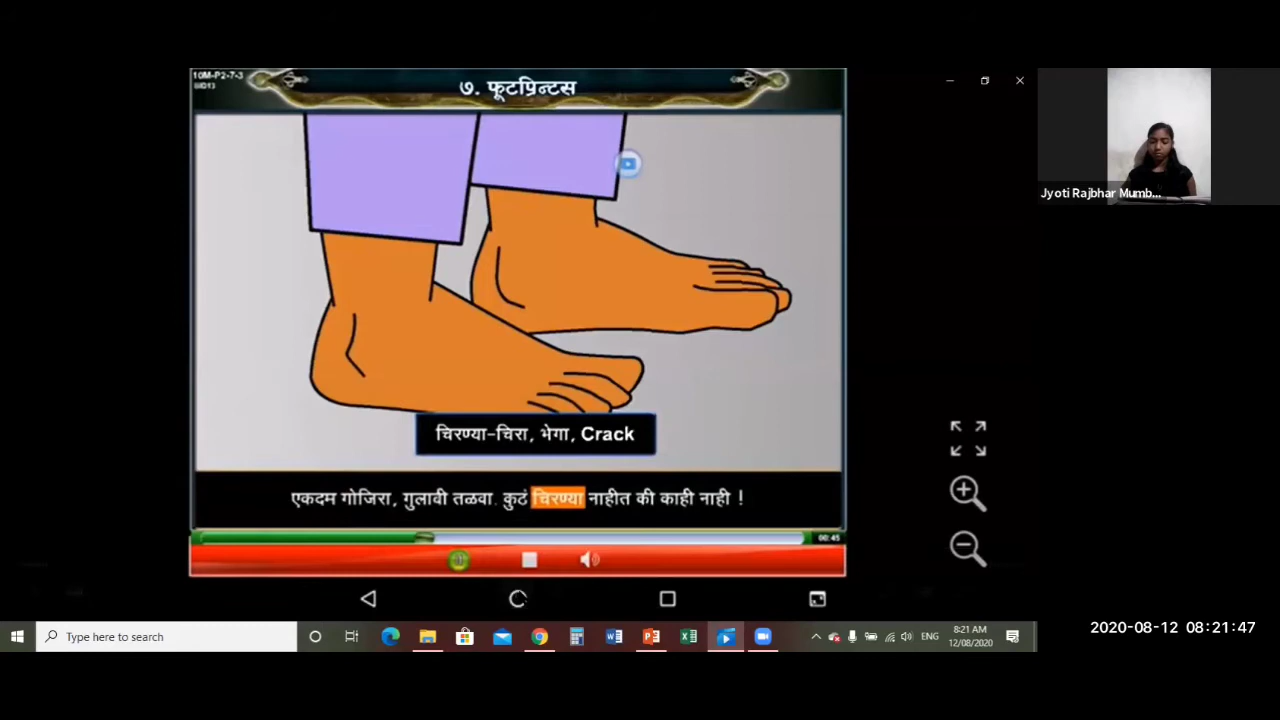 10M-P2-7-3
७. फूटप्रिन्टस
Jyoti Rajbhar Mumb...
चिरण्या-चिरा, भेगा, Crack
एकदम गोजिरा, गुलाबी तळवा. कुठं चिरण्या नाहीत की काही नाही !
00:45
Type here to search
ENG
8:21 AM
12/08/2020
2020-08-12 08:21:47